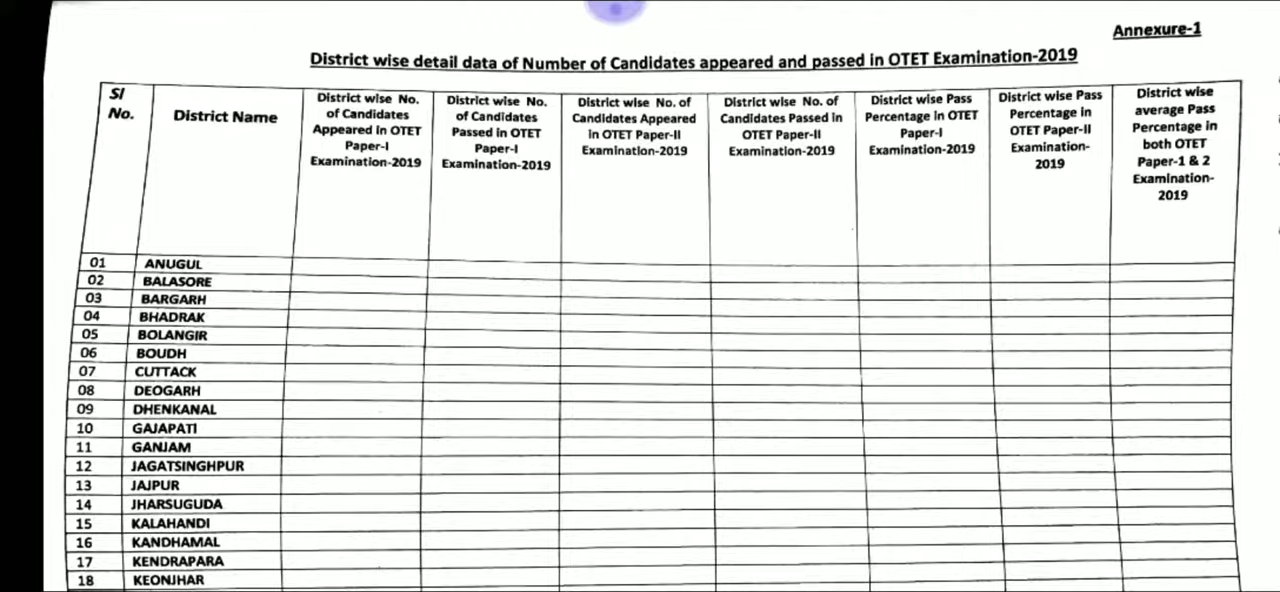 Annexure-1
District wise detail data of Number of Candidates appeared and passed in OTET Examination-2019
Sl No.
District Name
District wise No. of Candidates Appeared in OTET Paper-I Examination-2019
District wise No. of Candidates Passed in OTET Paper-I Examination-2019
District wise No. of Candidates Appeared in OTET Paper-II Examination-2019
District wise No. of Candidates Passed in OTET Paper-II Examination-2019
District wise Pass Percentage in OTET Paper-I Examination-2019
District wise Pass Percentage in OTET Paper-II Examination-2019
District wise average Pass Percentage in both OTET Paper-1 & 2 Examination-2019
01 ANUGUL
02 BALASORE
03 BARGARH
04 BHADRAK
05 BOLANGIR
06 BOUDH
07 CUTTACK
08 DEOGARH
09 DHENKANAL
10 GAJAPATI
11 GANJAM
12 JAGATSINGHPUR
13 JAJPUR
14 JHARSUGUDA
15 KALAHANDI
16 KANDHAMAL
17 KENDRAPARA
18 KEONJHAR